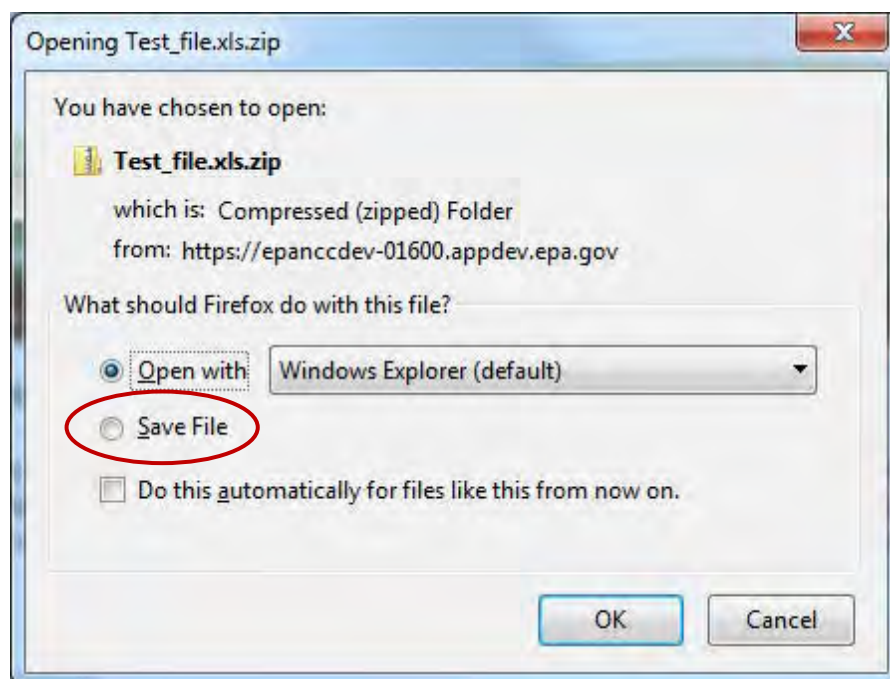 Opening Test_file.xls.zip
You have chosen to open:
Test_file.xls.zip
which is: Compressed (zipped) Folder
from: https://epanccdev-01600.appdev.epa.gov
What should Firefox do with this file?
Open with Windows Explorer (default)
Save File
Do this automatically for files like this from now on.
OK Cancel